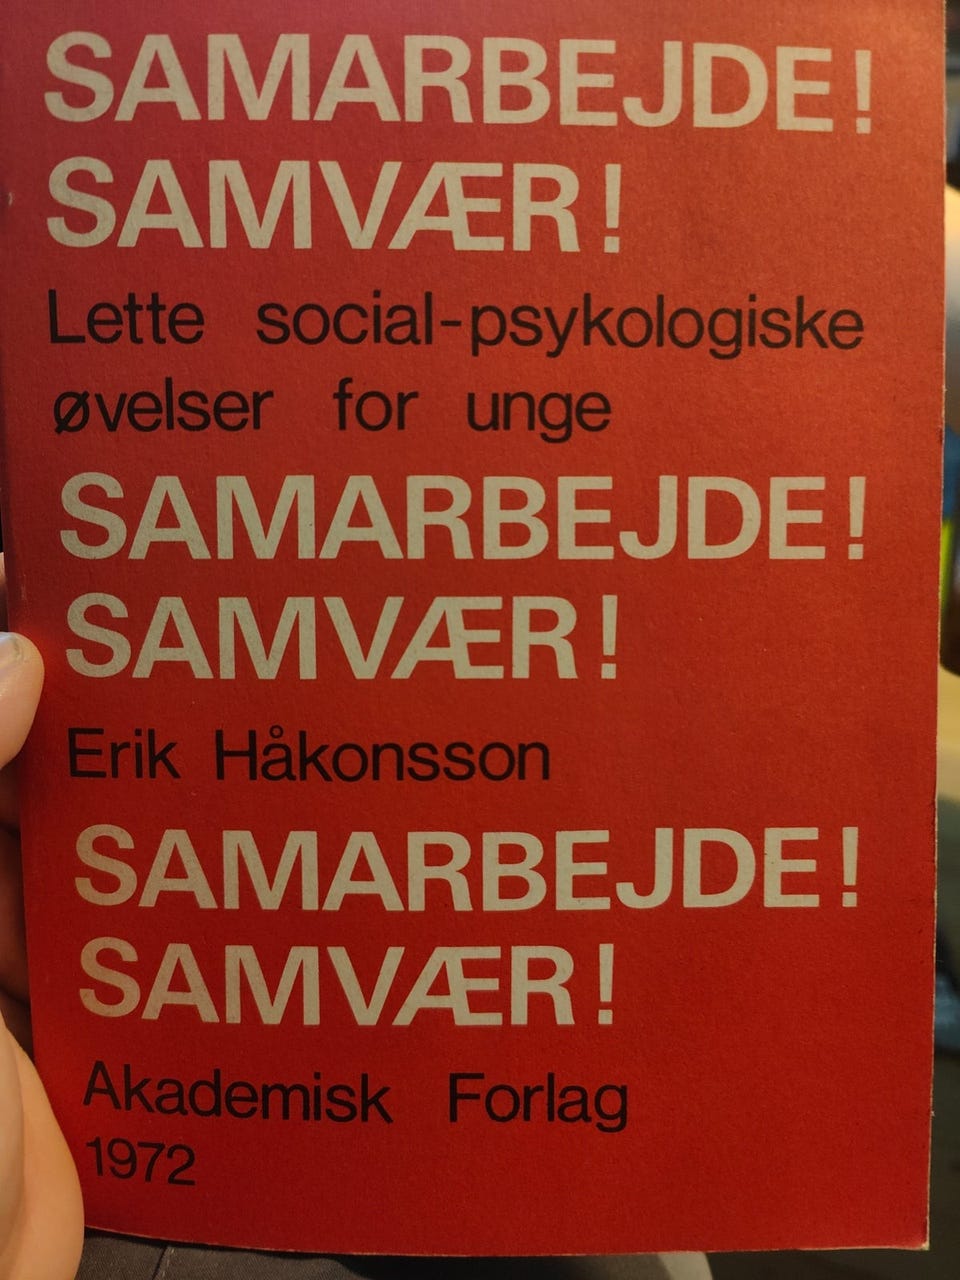 SAMARBEJDE!
SAMVÆR!
Lette social-psykologiske
øvelser for unge
SAMARBEJDE!
SAMVÆR!
Erik Håkonsson
SAMARBEJDE!
SAMVÆR!
Akademisk Forlag
1972